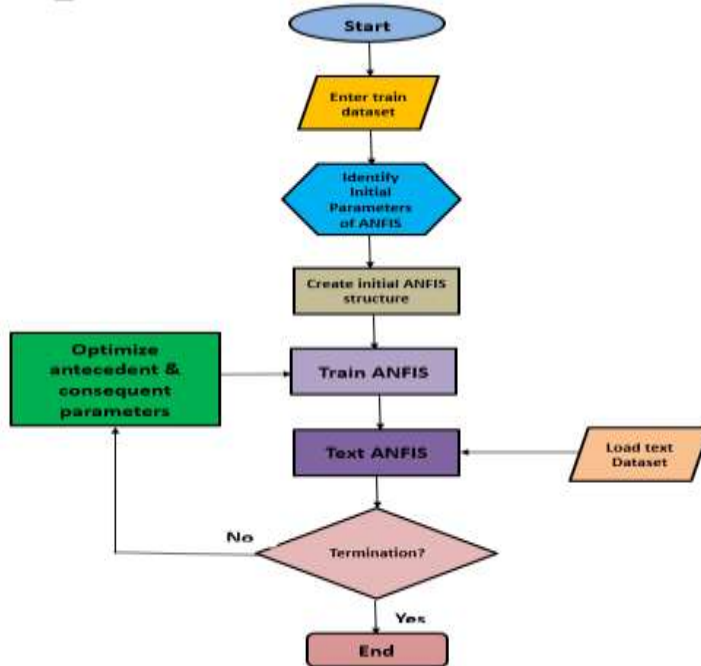 Start
Enter train
dataset
Identify
Initial
Parameters
of ANFIS
Create initial ANFIS
structure
Optimize
antecedent &
consequent
parameters
Train ANFIS
Text ANFIS
Load text
Dataset
No
Termination?
Yes
End